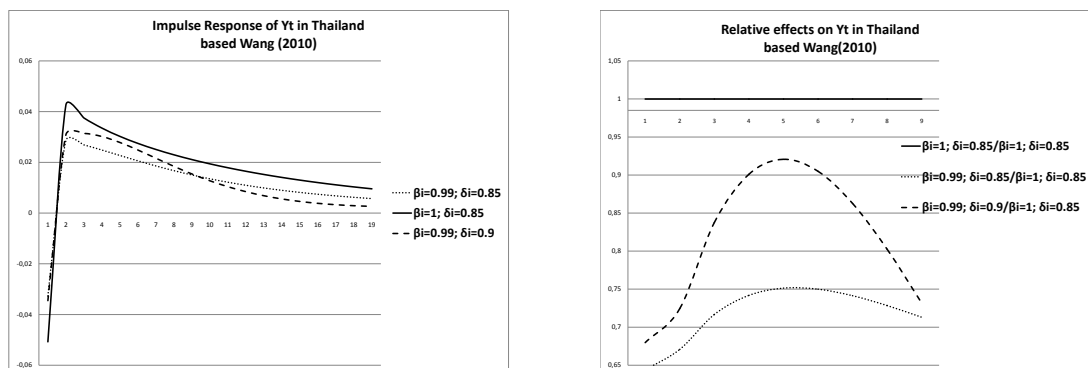 Impulse Response of Yt in Thailand
based Wang (2010)
0,06
0,04
0,02
0
-0,02
-0,04
-0,06
1 2 3 4 5 6 7 8 9 10 11 12 13 14 15 16 17 18 19
βi=0.99; δi=0.85
βi=1; δi=0.85
βi=0.99; δi=0.9
Relative effects on Yt in Thailand
based Wang(2010)
1,05
1
0,95
0,9
0,85
0,8
0,75
0,7
0,65
1 2 3 4 5 6 7 8 9
βi=1; δi=0.85/βi=1; δi=0.85
βi=0.99; δi=0.85/βi=1; δi=0.85
βi=0.99; δi=0.9/βi=1; δi=0.85